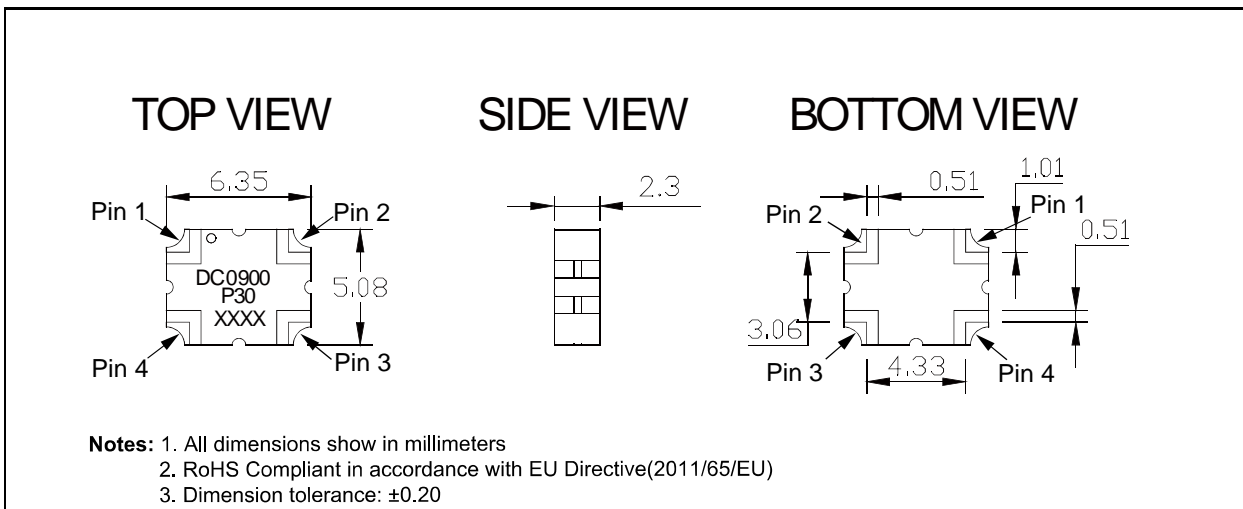 TOP VIEW
SIDE VIEW
BOTTOM VIEW
6.35
Pin 1
Pin 2
DC0900
P30
XXXX
5.08
Pin 4
Pin 3
2.3
0.51
1.01
Pin 2
Pin 1
0.51
3.06
Pin 3
4.33
Pin 4
Notes: 1. All dimensions show in millimeters
2. RoHS Compliant in accordance with EU Directive(2011/65/EU)
3. Dimension tolerance: ±0.20